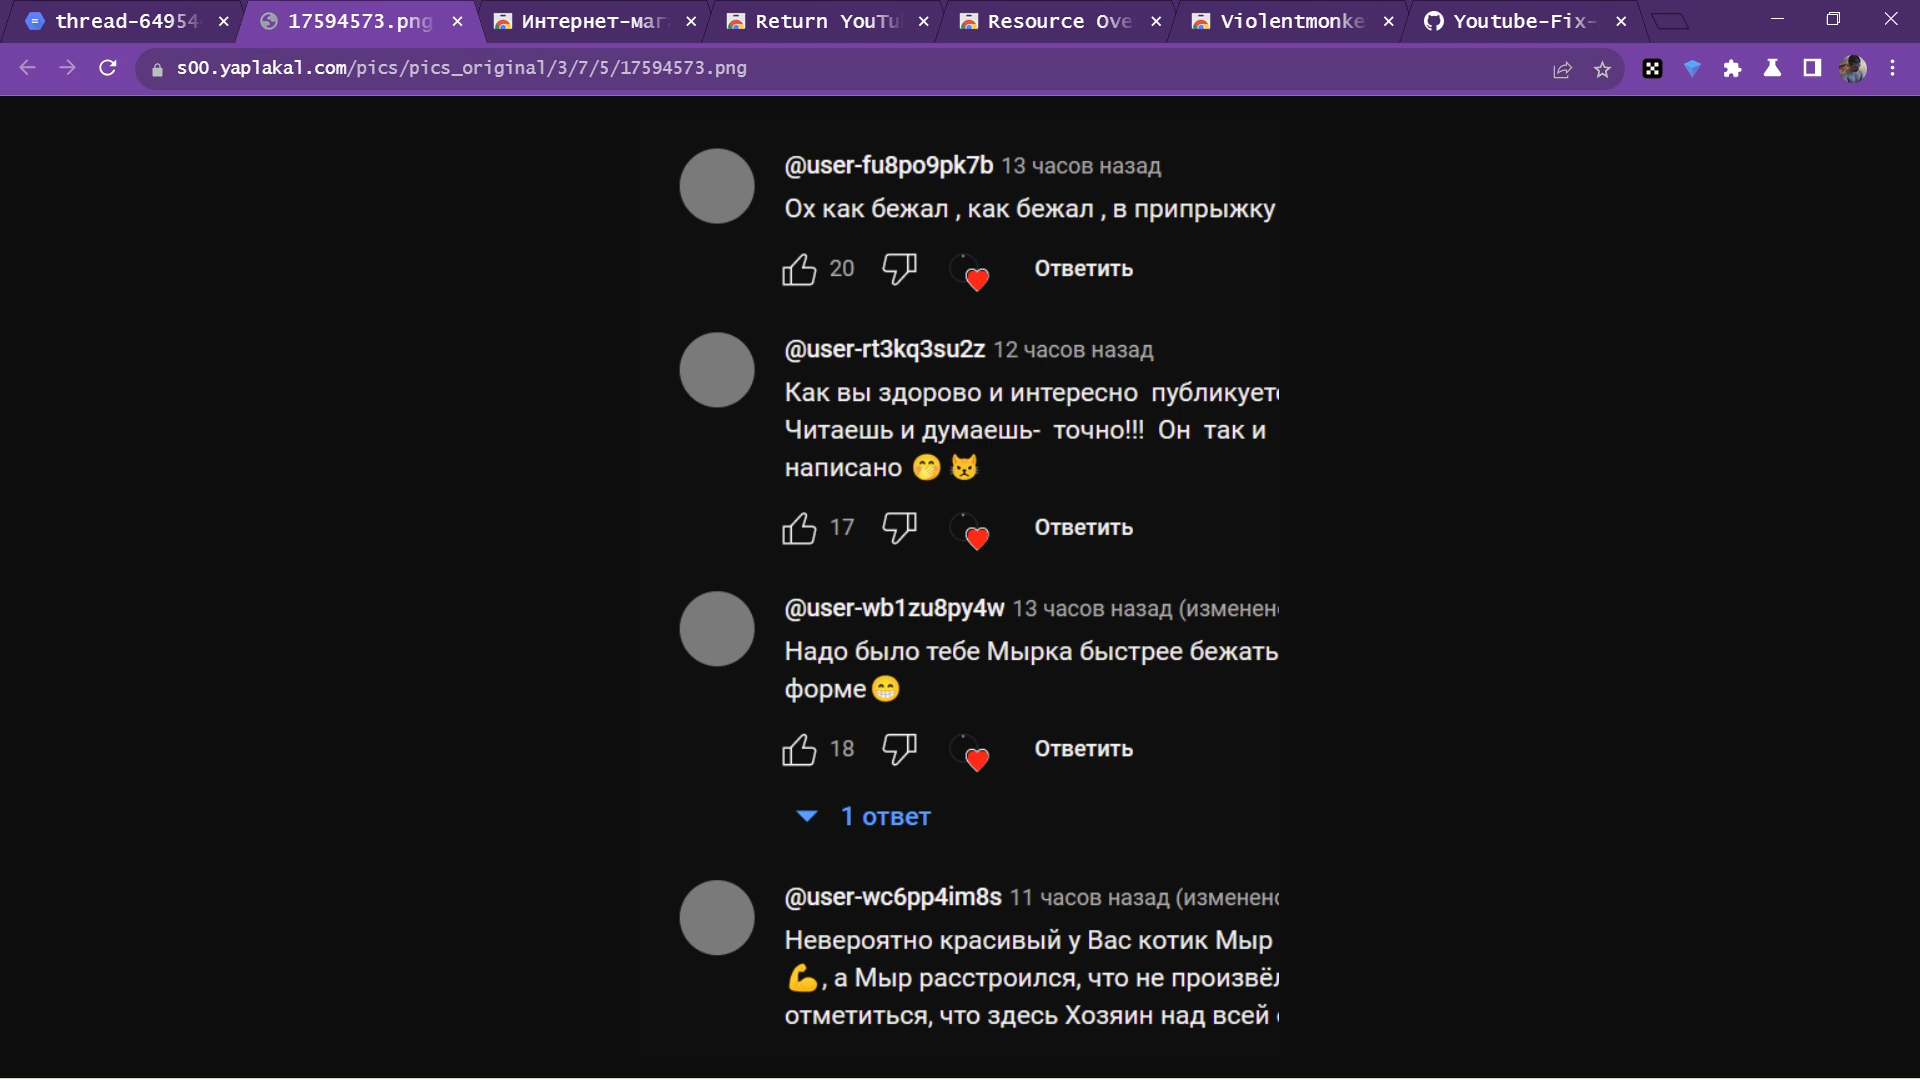 thread-64954
17594573.png
Интернет-маг
Return YouTu
Resource Ove
Violentmonke
Youtube-Fix-
s00.yaplakal.com/pics/pics_original/3/7/5/17594573.png
@user-fu8po9pk7b 13 часов назад
Ох как бежал , как бежал , в припрыжку
20 Ответить
@user-rt3kq3su2z 12 часов назад
Как вы здорово и интересно публикуете
Читаешь и думаешь- точно!!! Он так и
написано 🤭 😾
17 Ответить
@user-wb1zu8py4w 13 часов назад (изменен
Надо было тебе Мырка быстрее бежать
форме😁
18 Ответить
1 ответ
@user-wc6pp4im8s 11 часов назад (изменено
Невероятно красивый у Вас котик Мыр
💪, а Мыр расстроился, что не произвёл
отметиться, что здесь Хозяин над всей